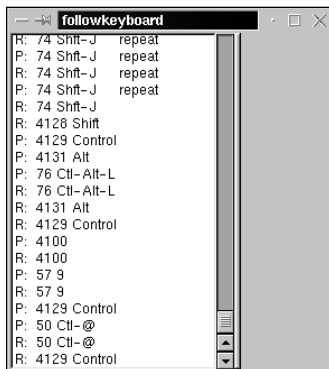 followkeyboard
R: 74 Shft-J repeat
P: 74 Shft-J repeat
R: 74 Shft-J repeat
P: 74 Shft-J repeat
R: 74 Shft-J
R: 4128 Shift
P: 4129 Control
P: 4131 Alt
P: 76 Ctl-Alt-L
R: 76 Ctl-Alt-L
R: 4131 Alt
R: 4129 Control
P: 4100
R: 4100
P: 57 9
R: 57 9
P: 4129 Control
P: 50 Ctl-@
R: 50 Ctl-@
R: 4129 Control